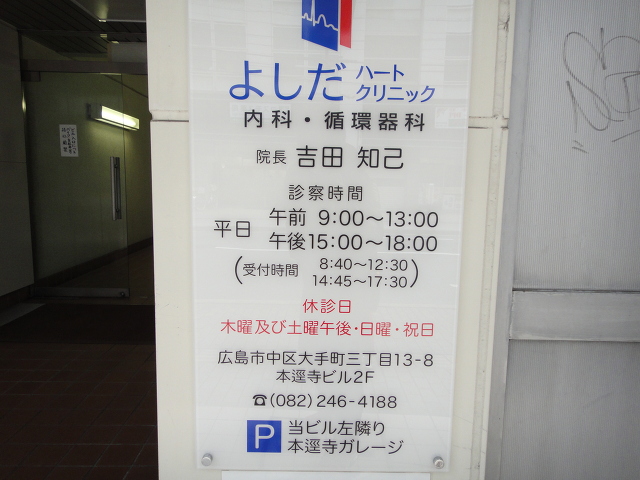 よしだ ハート
クリニック
内科・循環器科
院長 吉田 知己
診察時間
平日 午前 9:00～13:00
午後15:00～18:00
(受付時間 8:40～12:30
14:45～17:30)
休診日
木曜及び土曜午後・日曜・祝日
広島市中区大手町三丁目13-8
本逕寺ビル2F
☎(082)246-4188
P 当ビル左隣り
本逕寺ガレージ